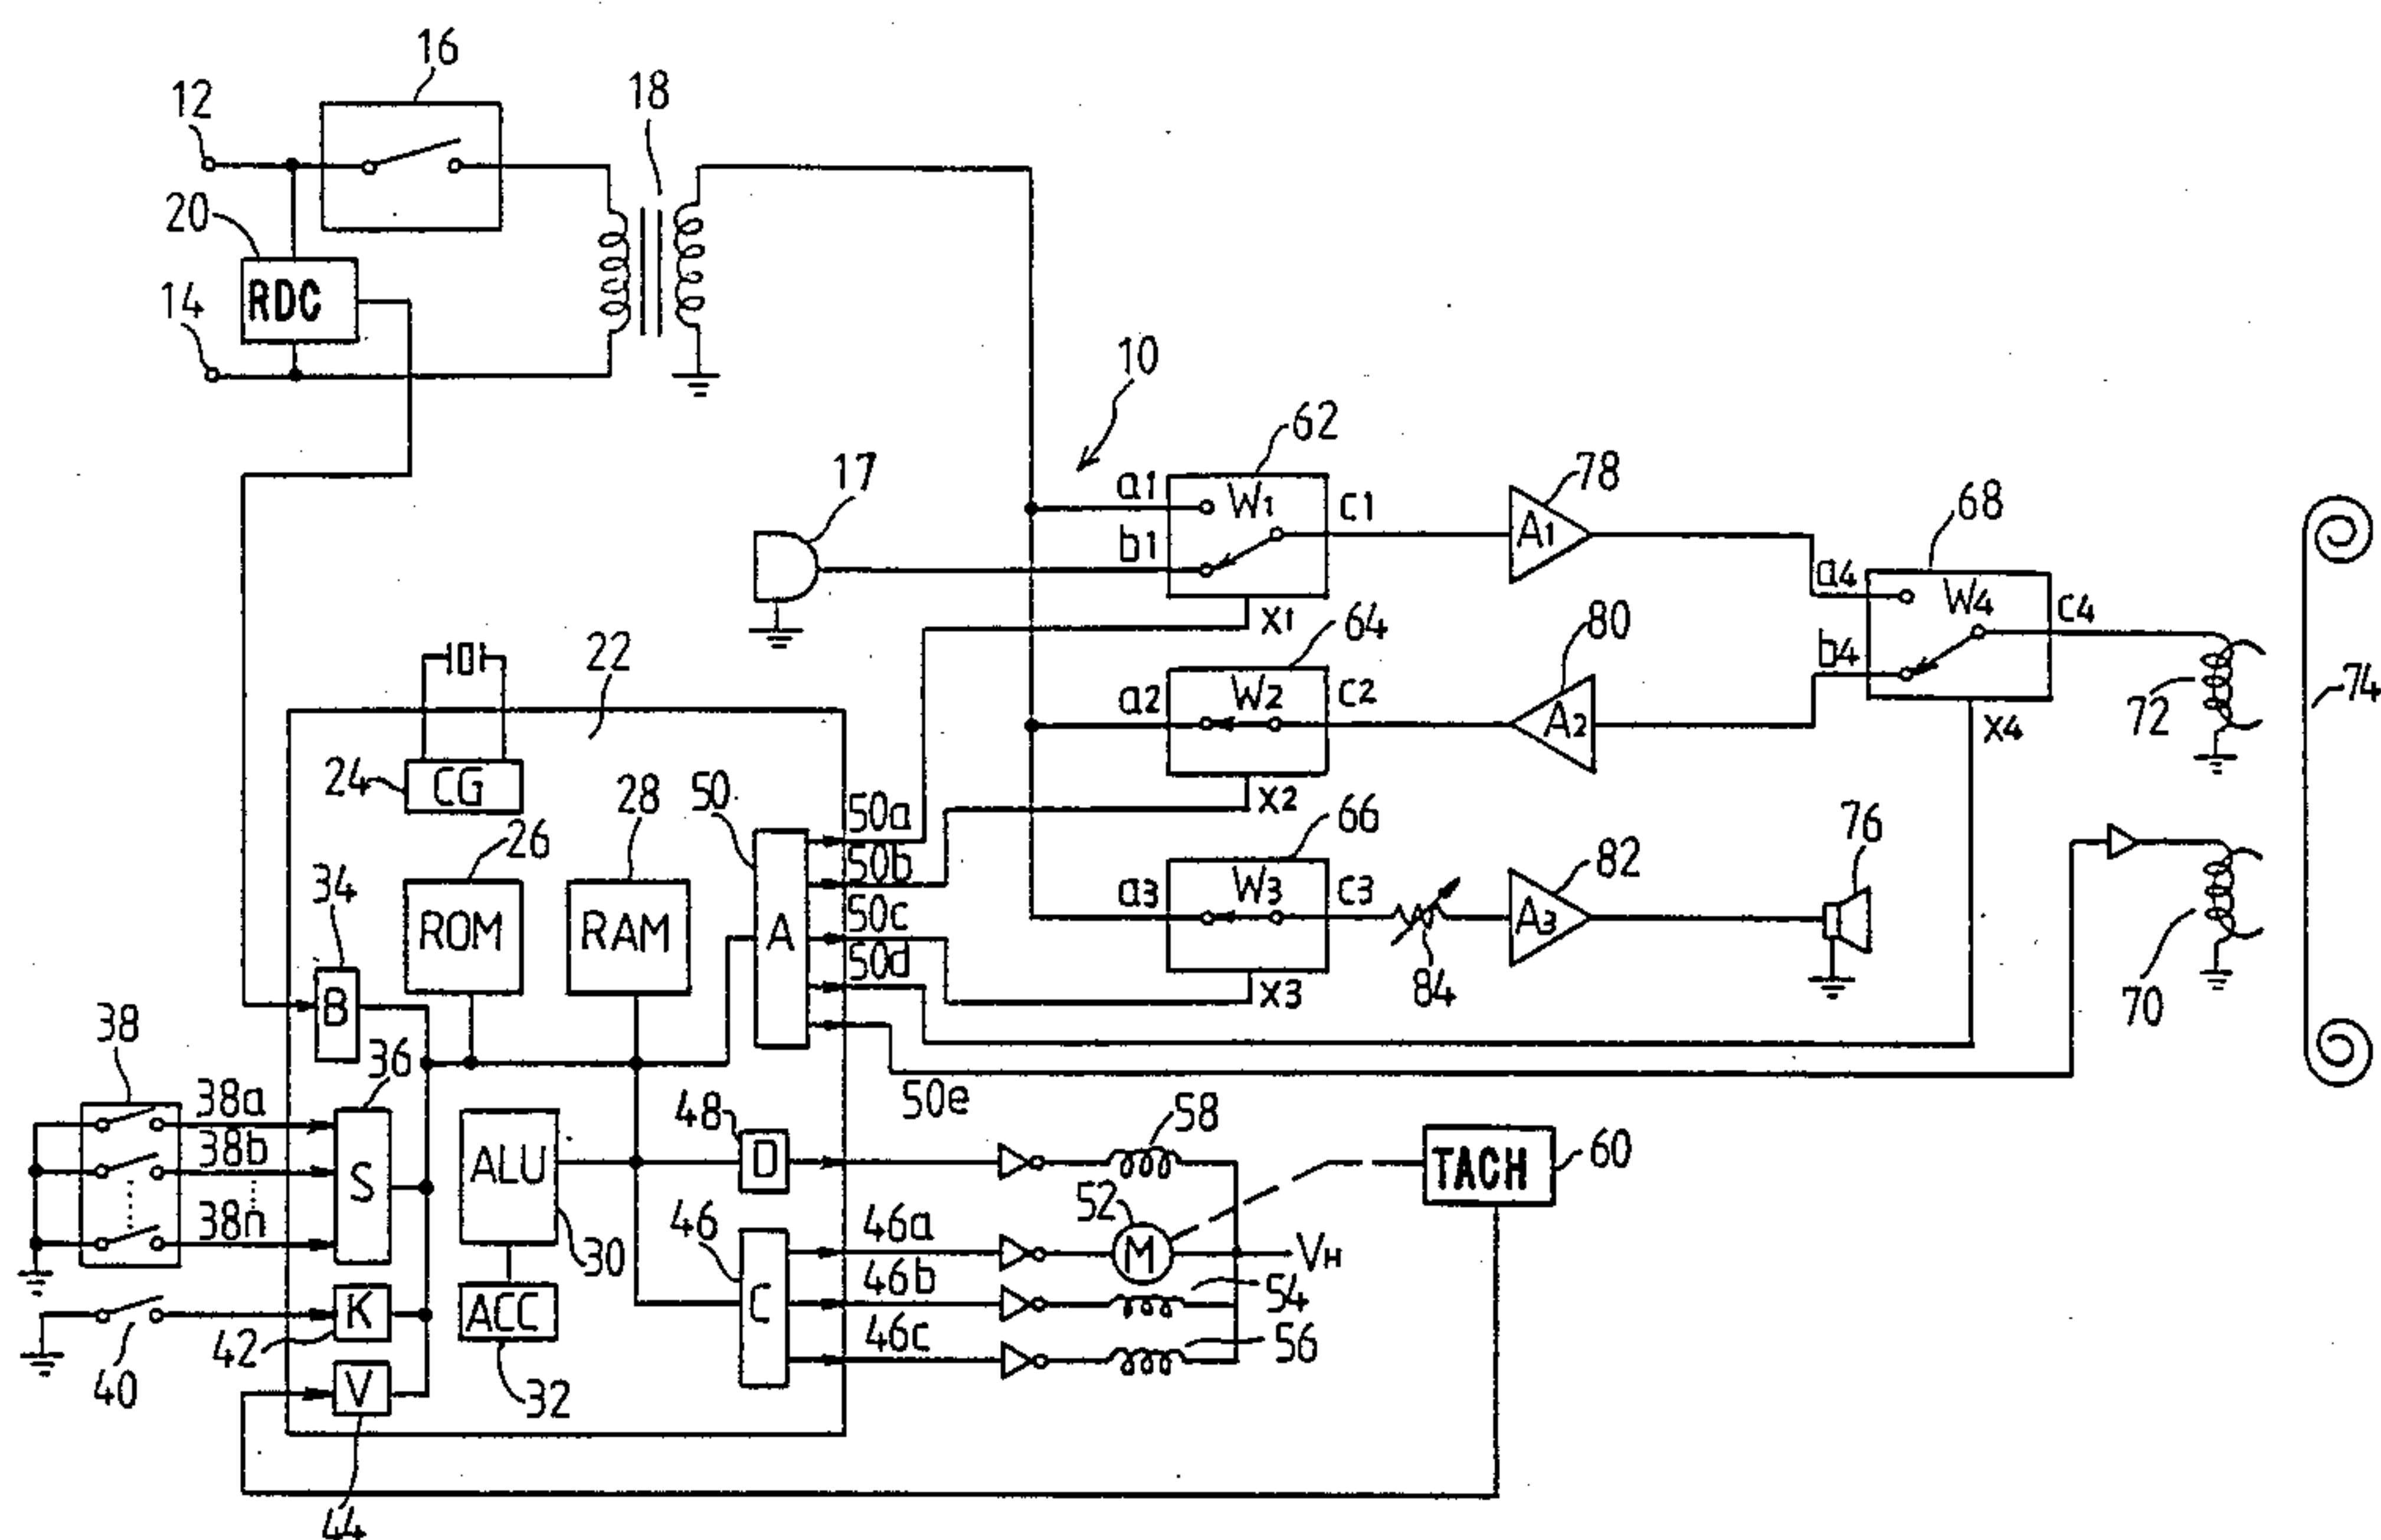 16
12
18
20
RDC
14
10
62
17
a1
W1
c1
78
A1
b1
68
a4
W4
c4
x1
64
80
b4
22
a2
W2
c2
A2
72
74
x4
24
CG
28
50
x2
50a
66
76
26
50b
82
34
a3
W3
c3
ROM
RAM
A
50c
A3
50d
84
70
B
x3
38
36
38a
50e
48
58
38b
ALU
D
TACH
60
S
52
38n
46
46a
30
M
VH
46b
54
K
C
ACC
46c
56
42
40
V
32
44